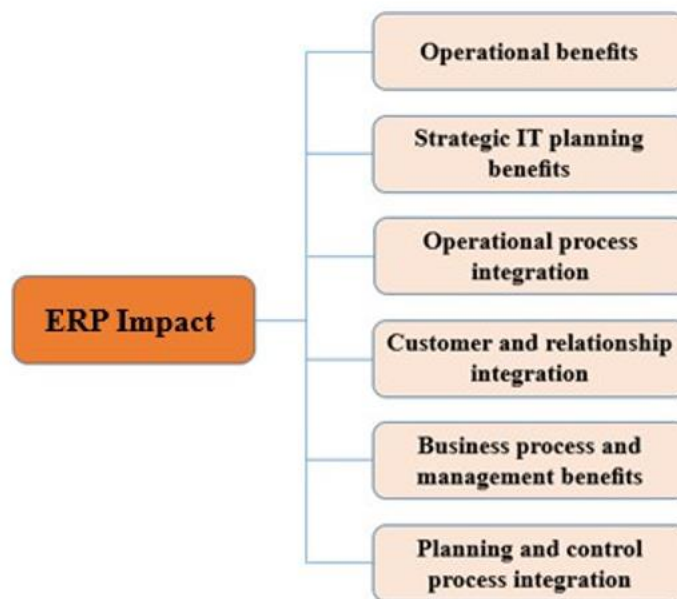 Operational benefits
Strategic IT planning
benefits
Operational process
integration
ERP Impact
Customer and relationship
integration
Business process and
management benefits
Planning and control
process integration